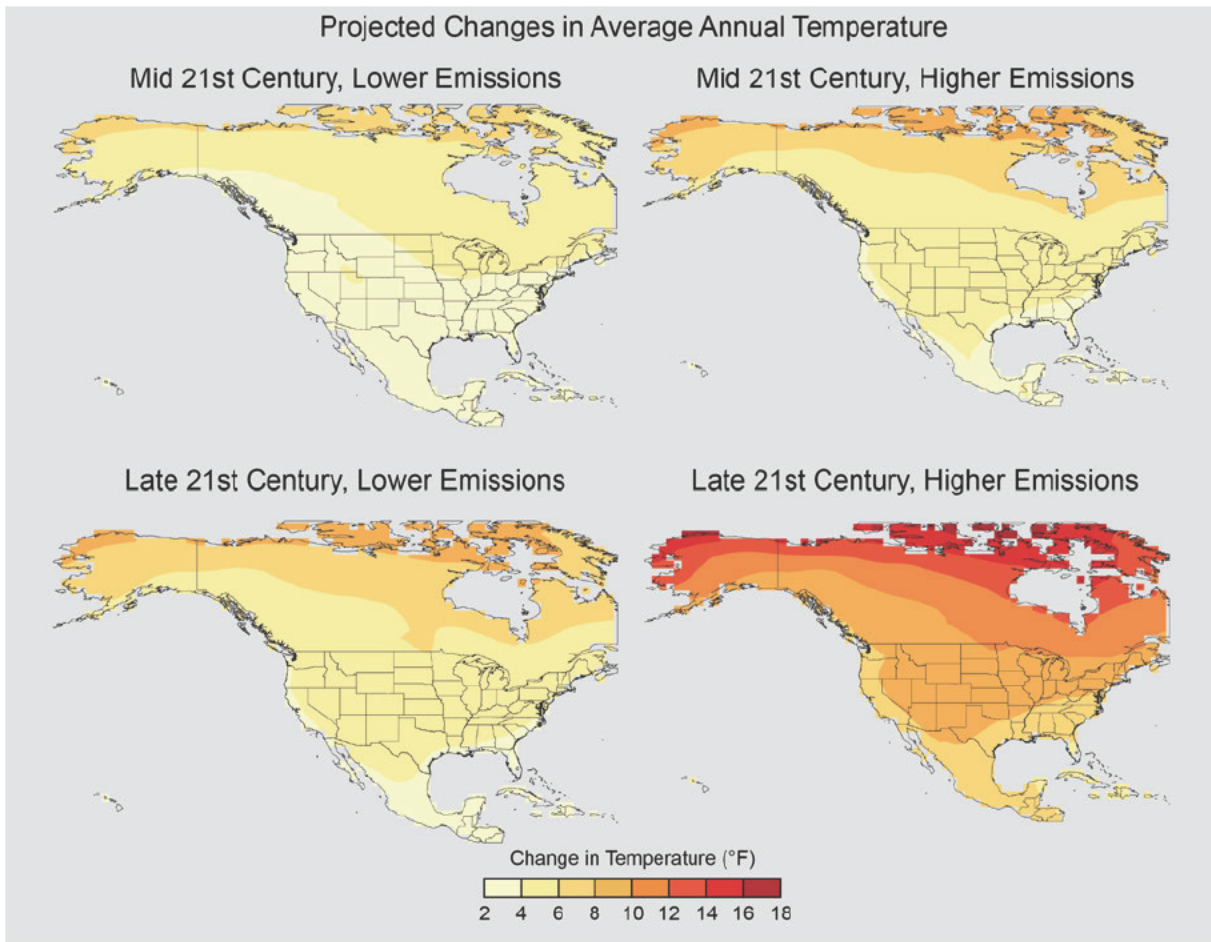 Projected Changes in Average Annual Temperature
Mid 21st Century, Lower Emissions
Mid 21st Century, Higher Emissions
Late 21st Century, Lower Emissions
Late 21st Century, Higher Emissions
Change in Temperature (°F)
2 4 6 8 10 12 14 16 18